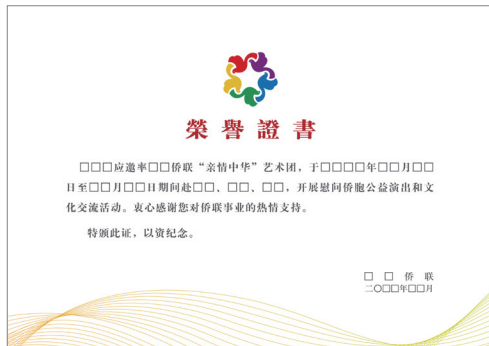 榮譽證書
□□□应邀率□□侨联“亲情中华”艺术团，于□□□□年□□月□□
日至□□月□□日期间赴□□、□□、□□，开展慰问侨胞公益演出和文
化交流活动。衷心感谢您对侨联事业的热情支持。
特颁此证，以资纪念。
□□侨联
二〇□□年□□月